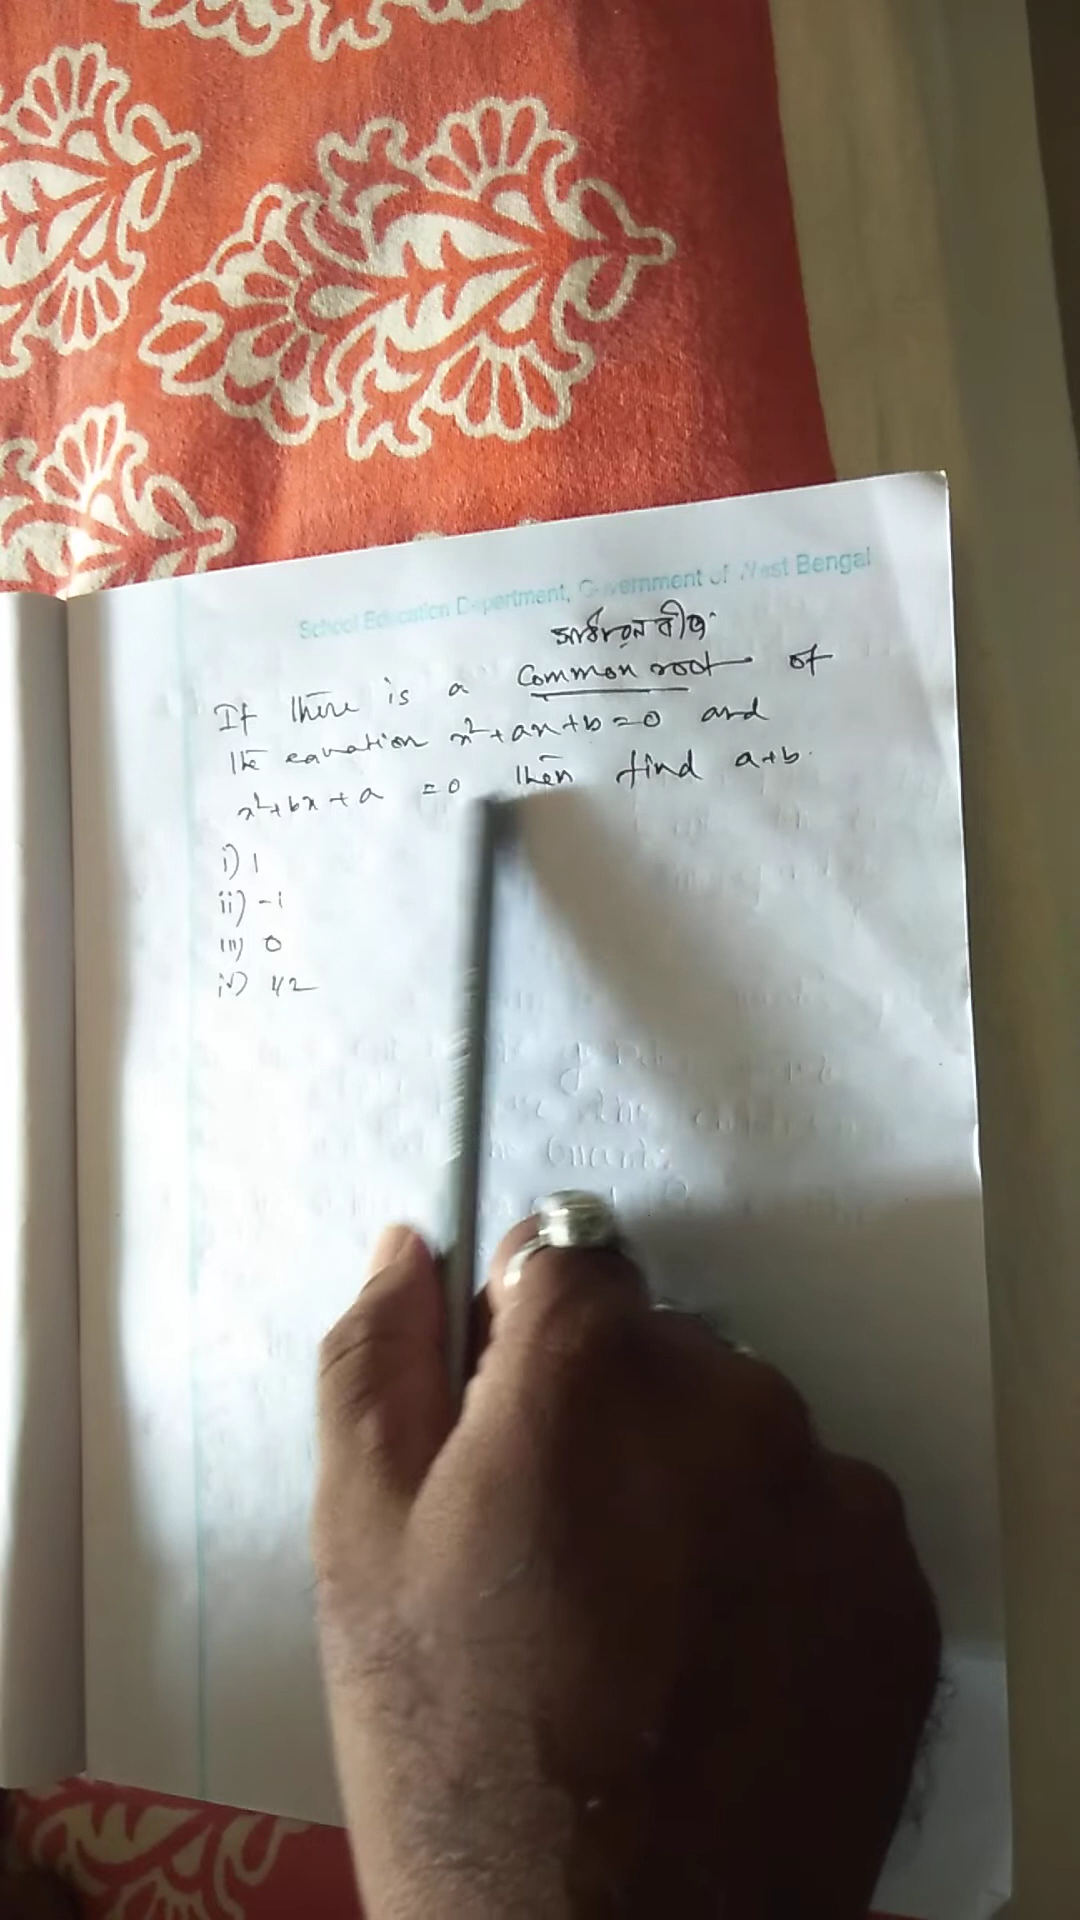 School Education Department, Government of West Bengal
সাধারন বীজ
If there is a common root of
the equation x²+ax+b=0 and
x²+bx+a =0 then find a+b.
i) 1
ii) -1
iii) 0
iv) 1/2